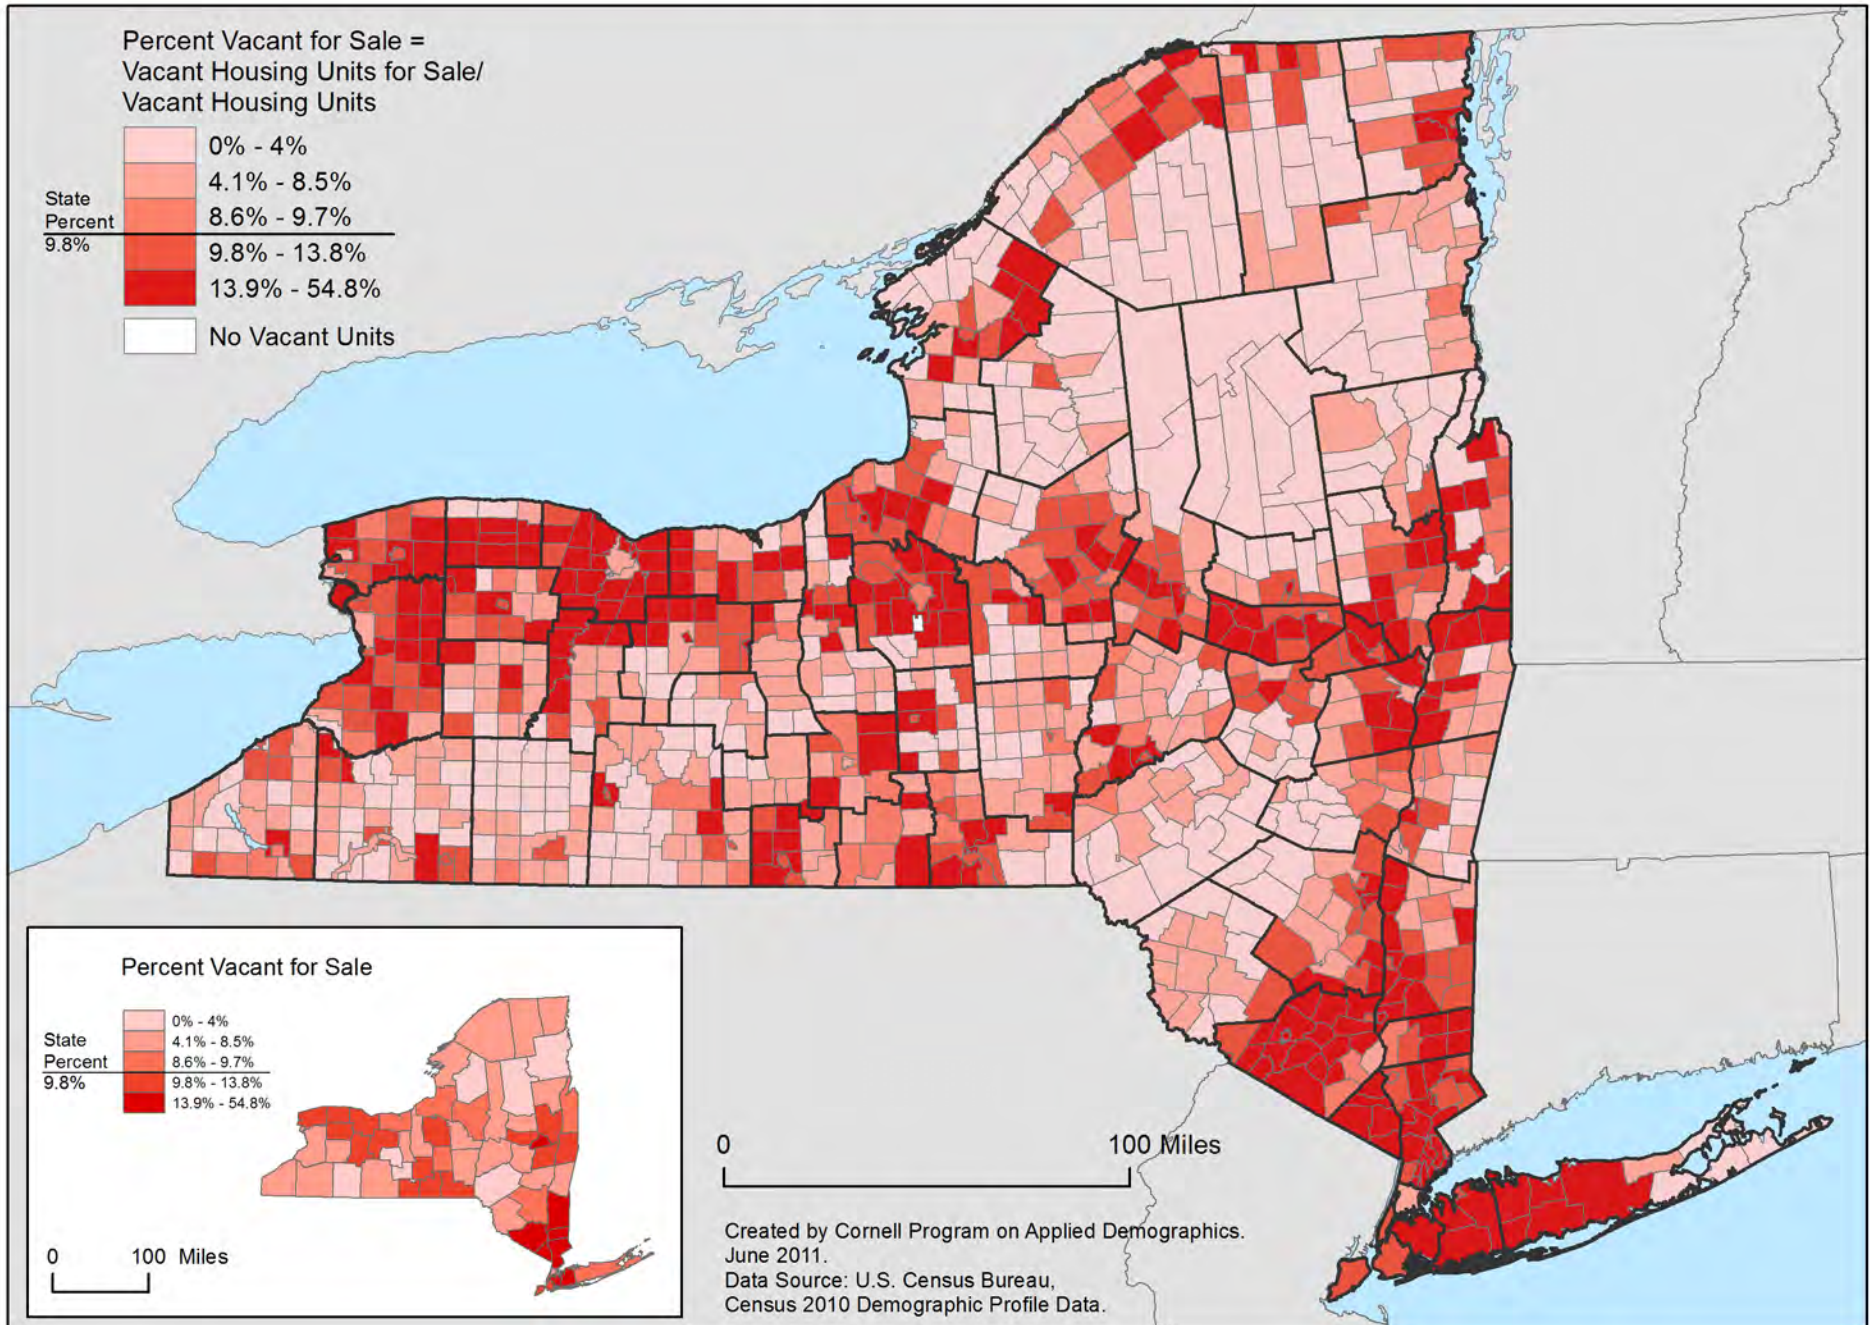 Percent Vacant for Sale =
Vacant Housing Units for Sale/
Vacant Housing Units
0% - 4%
4.1% - 8.5%
8.6% - 9.7%
9.8% - 13.8%
13.9% - 54.8%
No Vacant Units
State
Percent
9.8%
Percent Vacant for Sale
0% - 4%
4.1% - 8.5%
8.6% - 9.7%
9.8% - 13.8%
13.9% - 54.8%
State
Percent
9.8%
0 100 Miles
0 100 Miles
Created by Cornell Program on Applied Demographics.
June 2011.
Data Source: U.S. Census Bureau,
Census 2010 Demographic Profile Data.